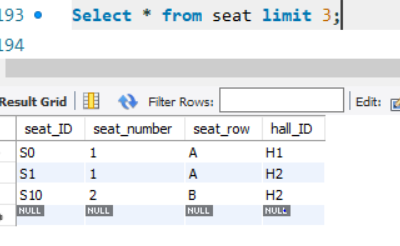 193 Select * from seat limit 3;
194
Result Grid Filter Rows: Edit:
seat_ID seat_number seat_row hall_ID
S0 1 A H1
S1 1 A H2
S10 2 B H2
NULL NULL NULL NULL